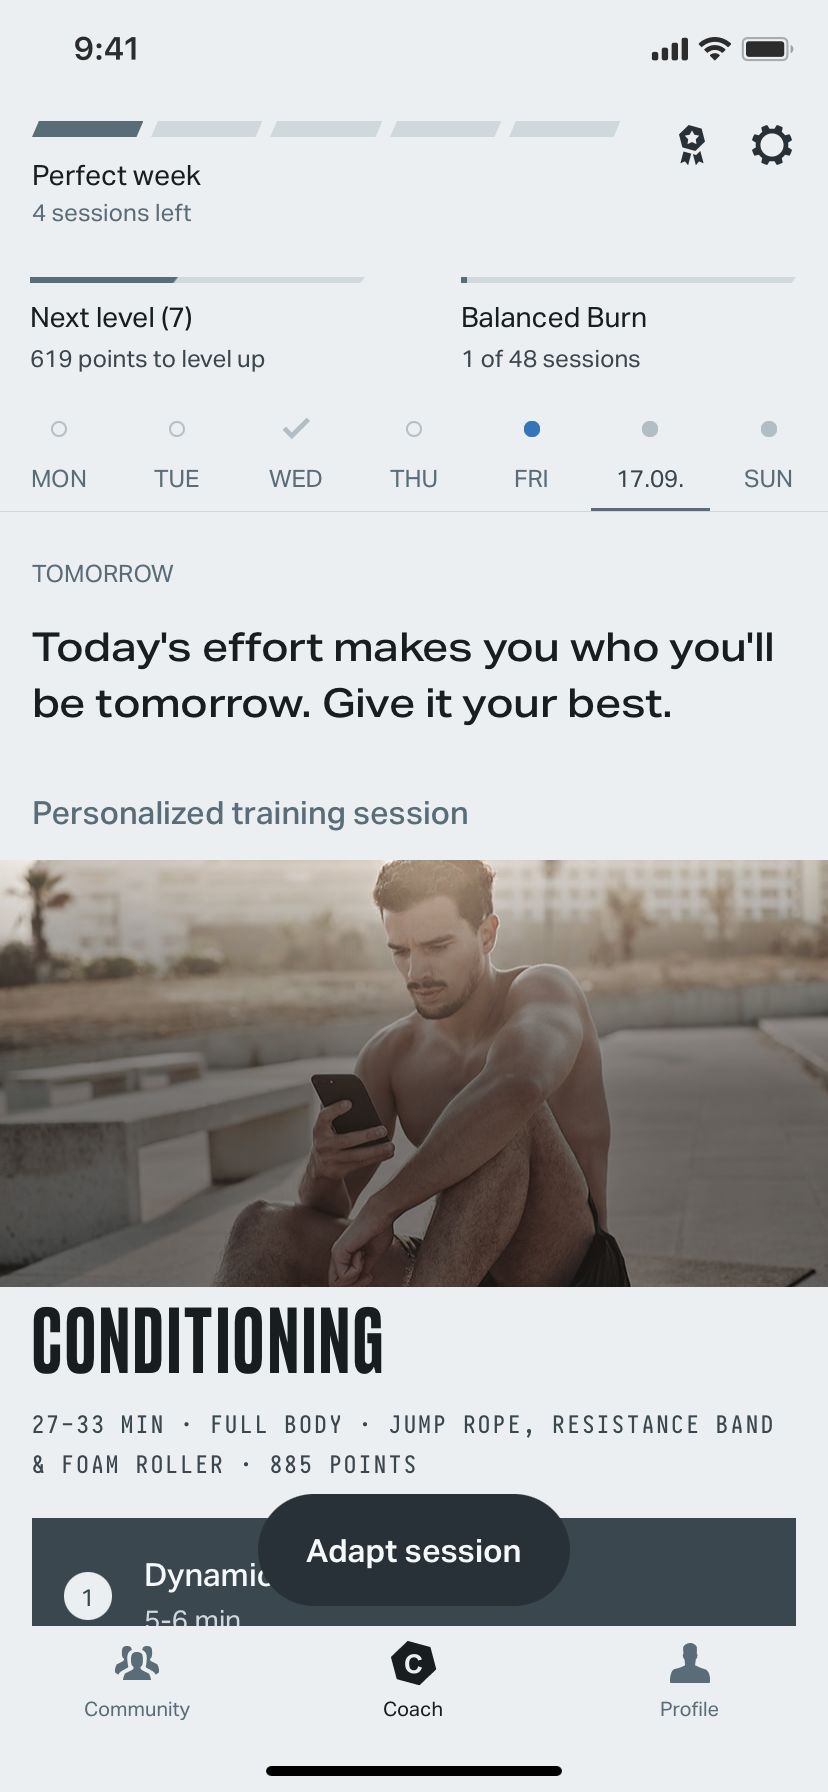 9:41
Perfect week
4 sessions left
Next level (7)
619 points to level up
Balanced Burn
1 of 48 sessions
MON TUE WED THU FRI 17.09. SUN
TOMORROW
Today's effort makes you who you'll
be tomorrow. Give it your best.
Personalized training session
CONDITIONING
27–33 MIN · FULL BODY · JUMP ROPE, RESISTANCE BAND
& FOAM ROLLER · 885 POINTS
Adapt session
1
Dynamic
5-6 min
C
Community Coach Profile